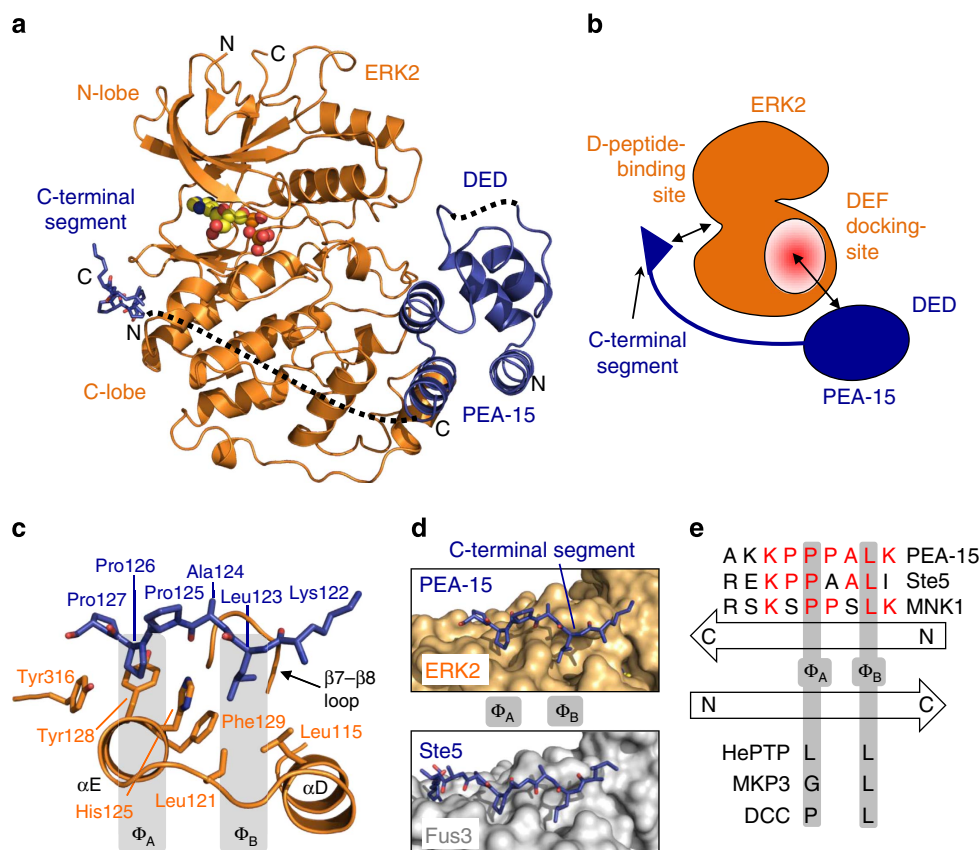 a
N
C
ERK2
N-lobe
C-terminal
segment
DED
C
N
C-lobe
N
C
PEA-15
b
ERK2
D-peptide-
binding
site
DEF
docking-
site
DED
C-terminal
segment
PEA-15
c
Pro126
Pro127
Pro125
Ala124
Leu123
Lys122
Tyr316
β7–β8
loop
Tyr128
Phe129
Leu115
αE
His125
Leu121
αD
ΦA
ΦB
d
C-terminal segment
PEA-15
ERK2
ΦA
ΦB
Ste5
Fus3
e
A K K P P P A L K PEA-15
R E K P P A A L I Ste5
R S K S P P S L K MNK1
C
N
ΦA
ΦB
N
C
HePTP L L
MKP3 G L
DCC P L